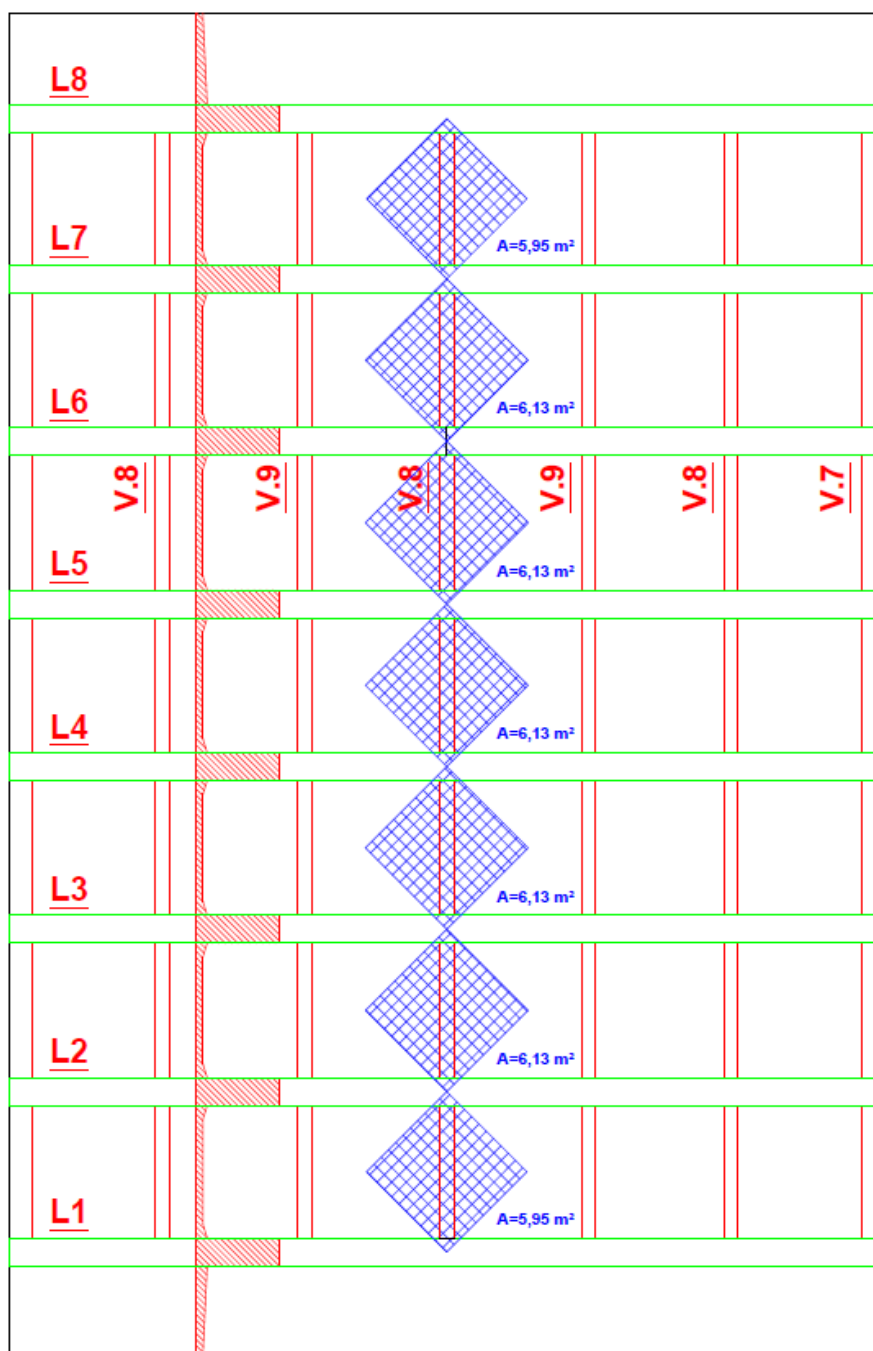 L8
L7
A=5,95 m²
L6
A=6,13 m²
V.8
V.9
V.8
V.9
V.8
V.7
L5
A=6,13 m²
L4
A=6,13 m²
L3
A=6,13 m²
L2
A=6,13 m²
L1
A=5,95 m²